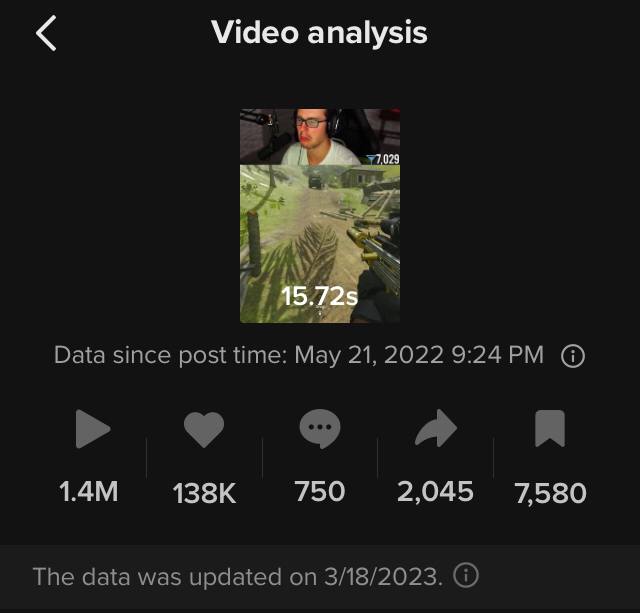 Video analysis
7,029
15.72s
Data since post time: May 21, 2022 9:24 PM
1.4M 138K 750 2,045 7,580
The data was updated on 3/18/2023.